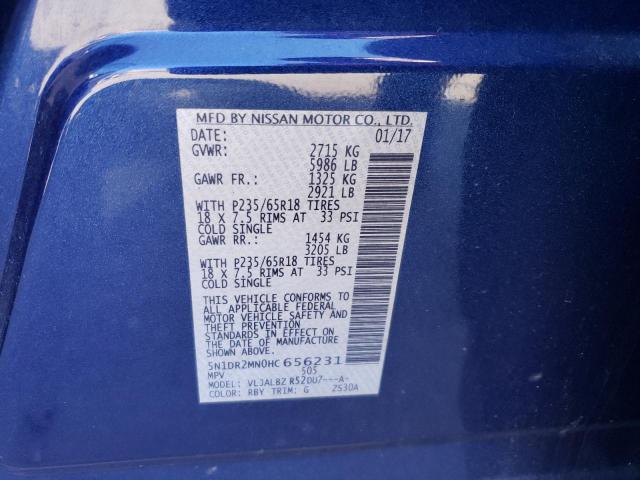 MFD BY NISSAN MOTOR CO., LTD.
DATE: 01/17
GVWR: 2715 KG
5986 LB
GAWR FR.: 1325 KG
2921 LB
WITH P235/65R18 TIRES
18 X 7.5 RIMS AT 33 PSI
COLD SINGLE
GAWR RR.: 1454 KG
3205 LB
WITH P235/65R18 TIRES
18 X 7.5 RIMS AT 33 PSI
COLD SINGLE
THIS VEHICLE CONFORMS TO
ALL APPLICABLE FEDERAL
MOTOR VEHICLE SAFETY AND
THEFT PREVENTION
STANDARDS IN EFFECT ON
THE DATE OF MANUFACTURE
SHOWN ABOVE.
5N1DR2MN0HC656231
MPV 505
MODEL: VLJALBZ R52DU7---A-
COLOR: RBY TRIM: G 2530A